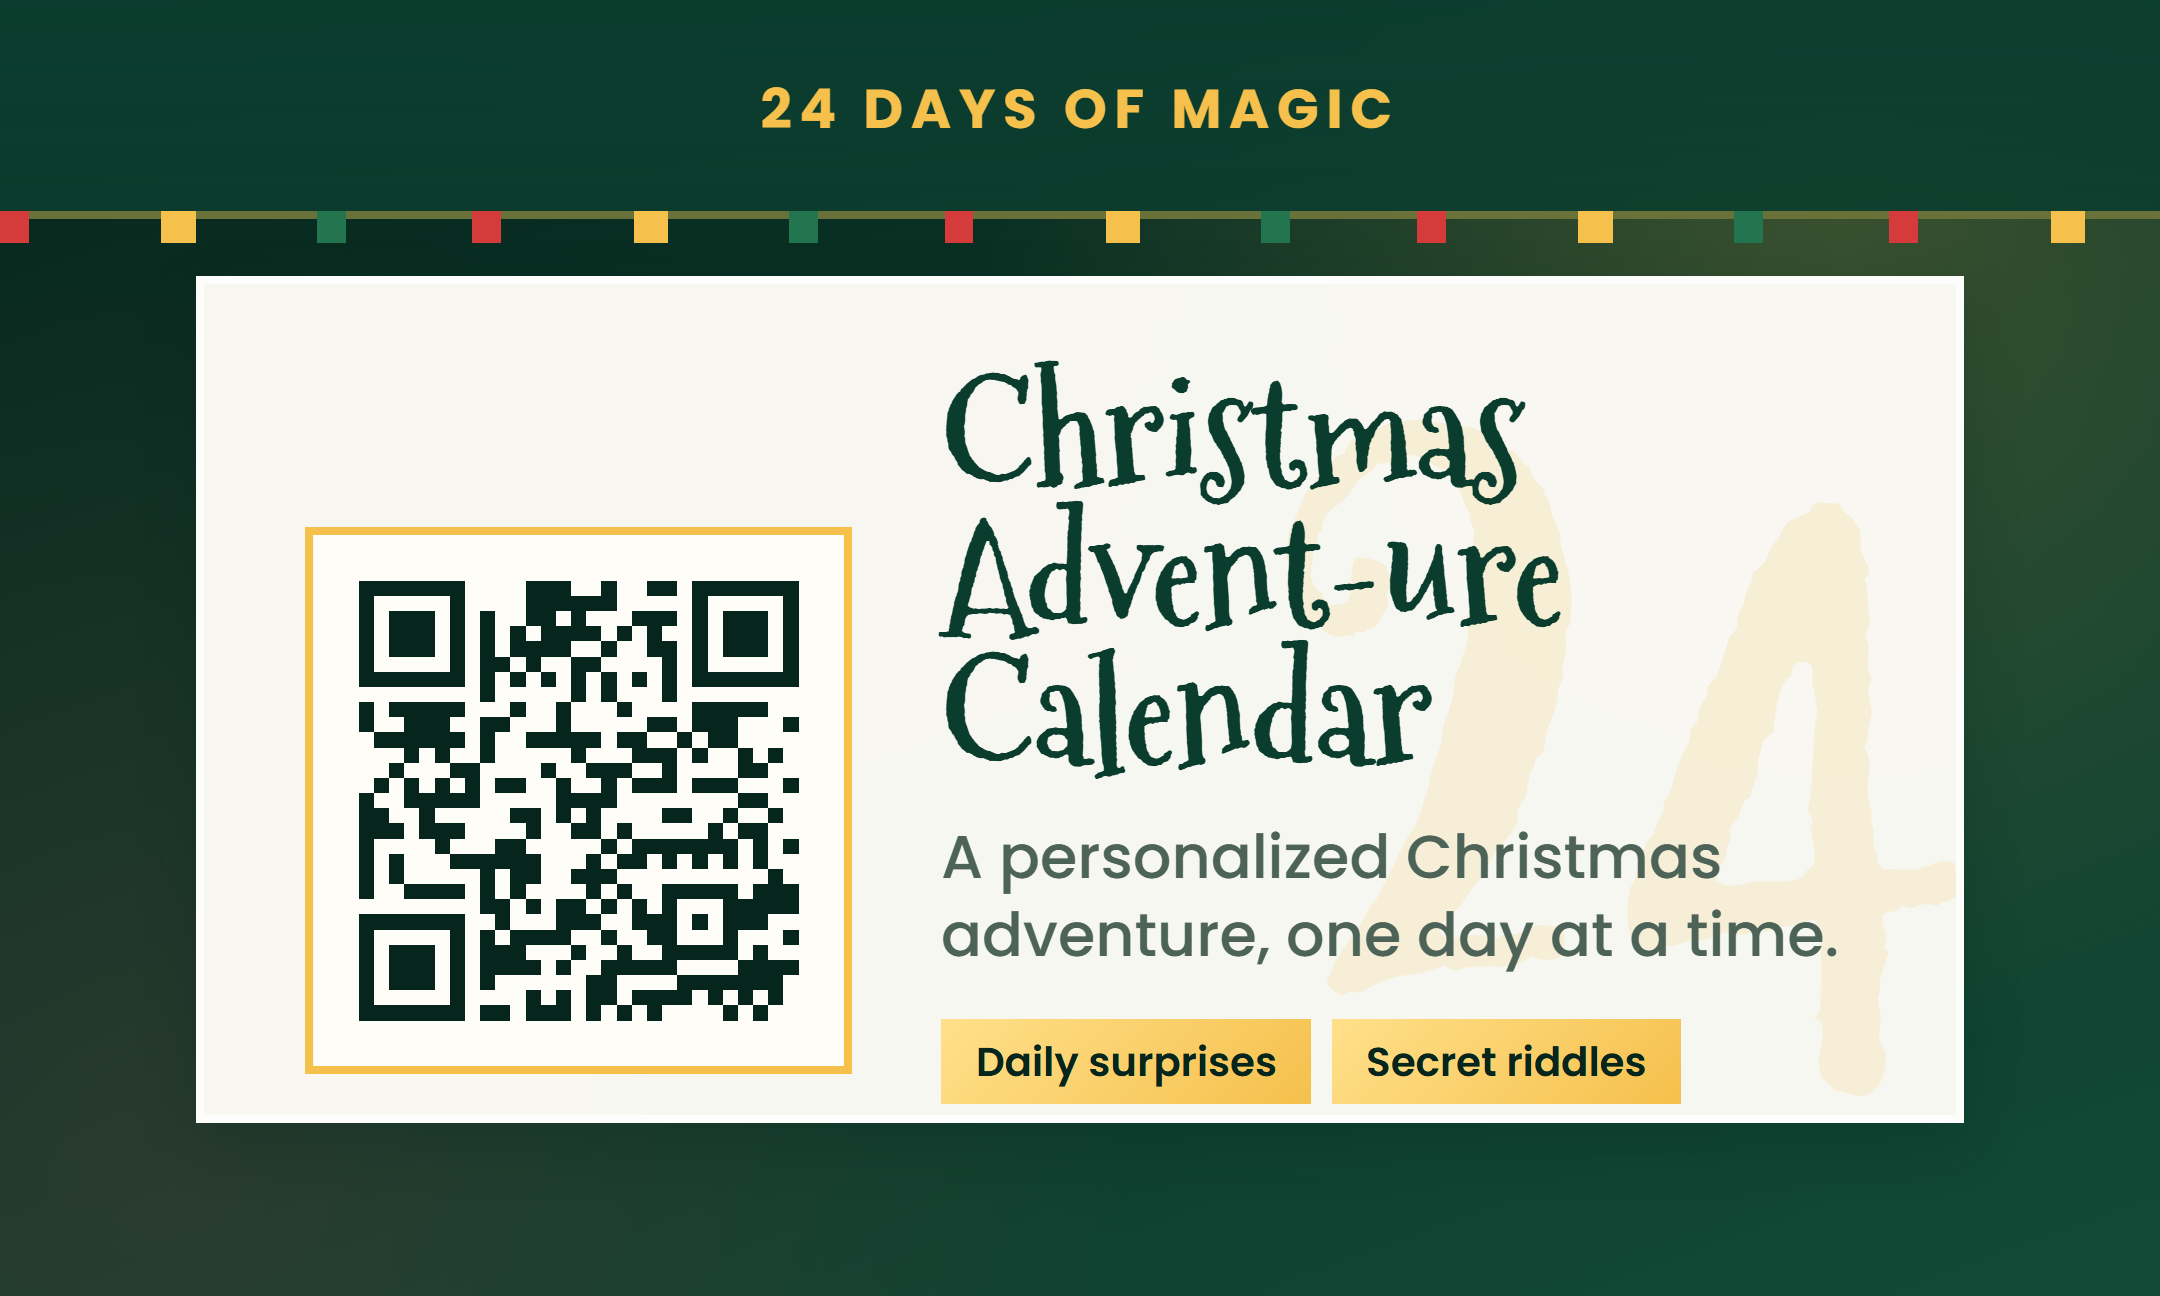 24 DAYS OF MAGIC
24
Christmas
Advent-ure
Calendar
A personalized Christmas
adventure, one day at a time.
Daily surprises
Secret riddles